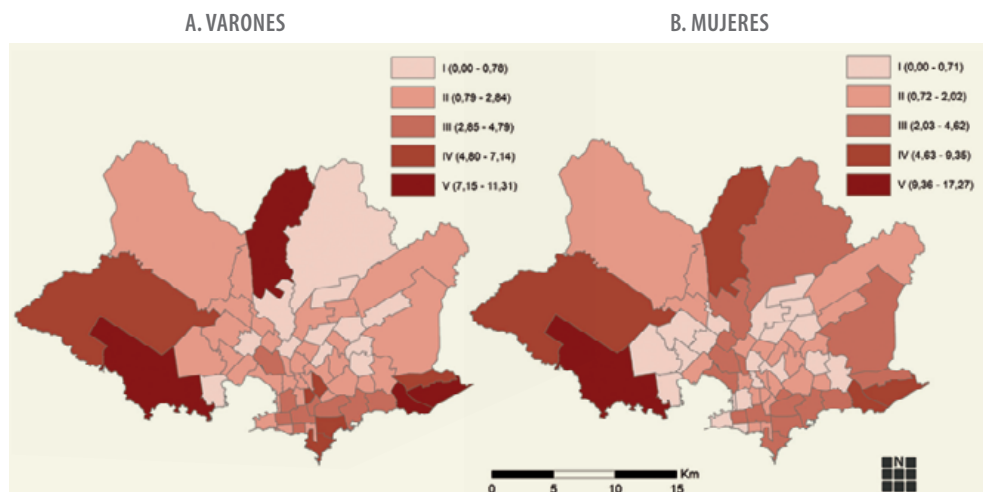 A. VARONES
I (0,00 - 0,78)
II (0,79 - 2,84)
III (2,85 - 4,79)
IV (4,80 - 7,14)
V (7,15 - 11,31)
B. MUJERES
I (0,00 - 0,71)
II (0,72 - 2,02)
III (2,03 - 4,62)
IV (4,63 - 9,35)
V (9,36 - 17,27)
Km
0 5 10 15
N